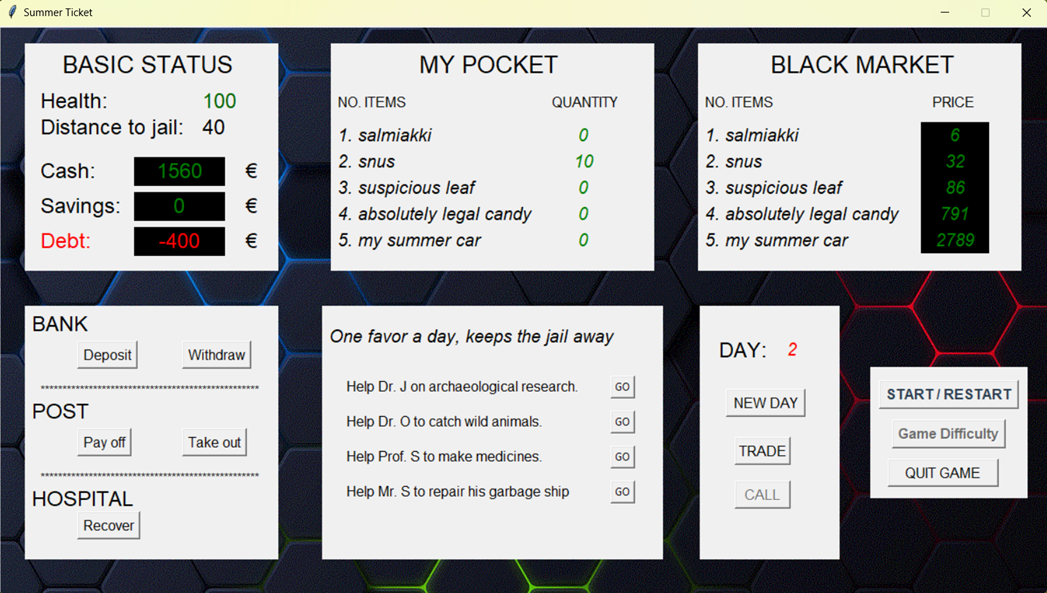 Summer Ticket
BASIC STATUS
Health: 100
Distance to jail: 40
Cash: 1560 €
Savings: 0 €
Debt: -400 €
MY POCKET
NO. ITEMS QUANTITY
1. salmiakki 0
2. snus 10
3. suspicious leaf 0
4. absolutely legal candy 0
5. my summer car 0
BLACK MARKET
NO. ITEMS PRICE
1. salmiakki 6
2. snus 32
3. suspicious leaf 86
4. absolutely legal candy 791
5. my summer car 2789
BANK
Deposit Withdraw
**************************************************
POST
Pay off Take out
**************************************************
HOSPITAL
Recover
One favor a day, keeps the jail away
Help Dr. J on archaeological research. GO
Help Dr. O to catch wild animals. GO
Help Prof. S to make medicines. GO
Help Mr. S to repair his garbage ship GO
DAY: 2
NEW DAY
TRADE
CALL
START / RESTART
Game Difficulty
QUIT GAME